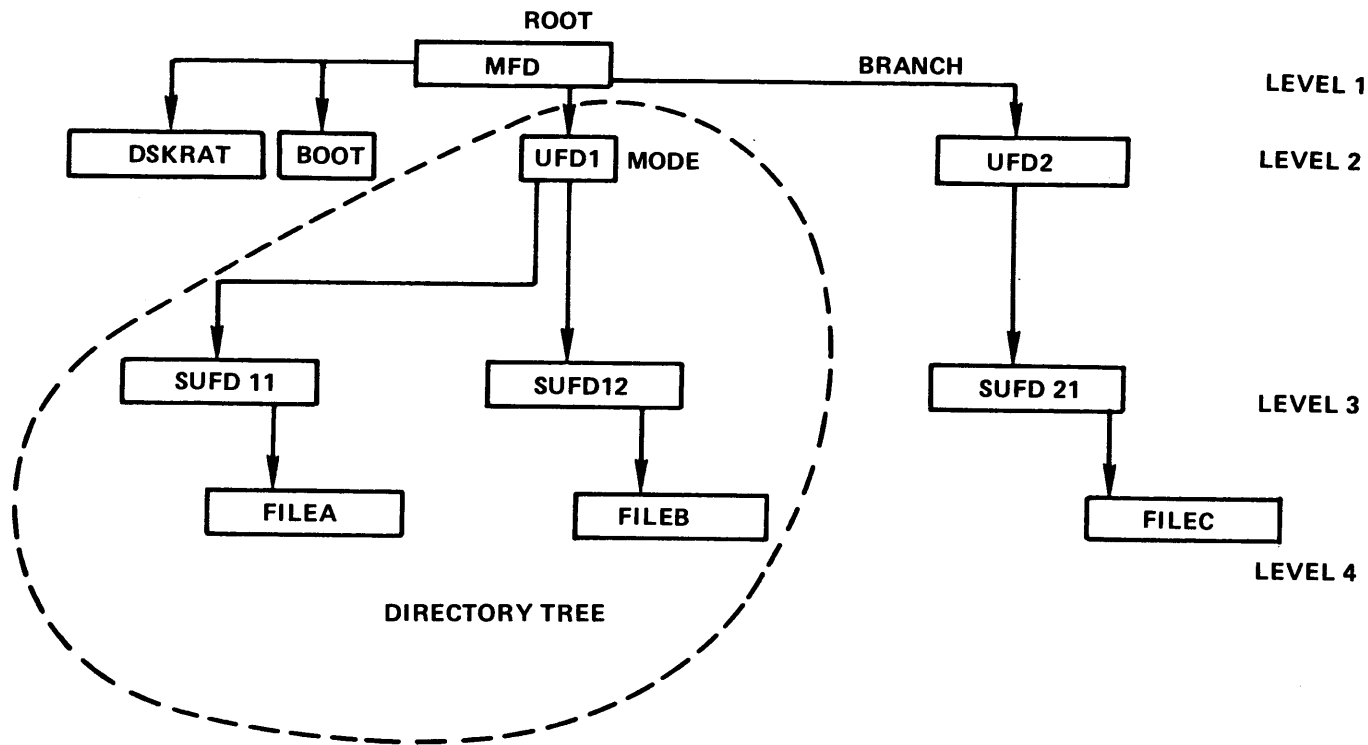 ROOT
MFD
BRANCH
LEVEL 1
DSKRAT
BOOT
UFD1
MODE
UFD2
LEVEL 2
SUFD 11
SUFD12
SUFD 21
LEVEL 3
FILEA
FILEB
FILEC
LEVEL 4
DIRECTORY TREE